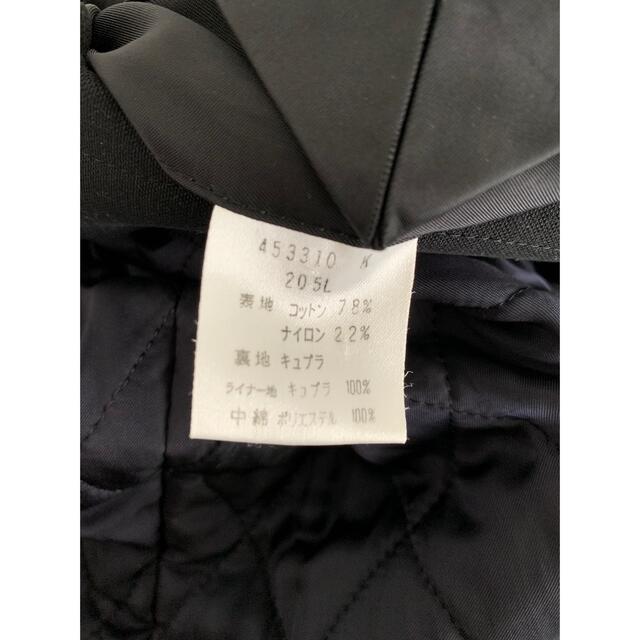 453310 K
205L
表地 コットン 78%
ナイロン 22%
裏地 キュプラ
ライナー地 キュプラ 100%
中綿 ポリエステル 100%